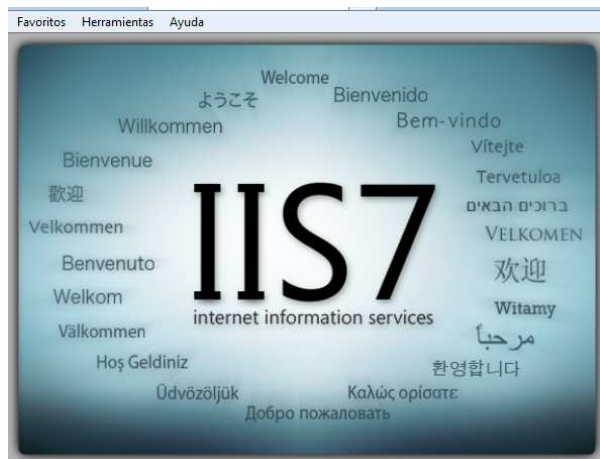 Favoritos Herramientas Ayuda
Welcome
Bienvenido
ようこそ
Bem-vindo
Willkommen
Vítejte
Bienvenue
Tervetuloa
歡迎
ברוכים הבאים
Velkommen
VELKOMEN
Benvenuto
欢迎
Welkom
Witamy
Välkommen
مرحباً
Hoş Geldiniz
환영합니다
Üdvözöljük
Καλώς ορίσατε
Добро пожаловать
IIS7
internet information services